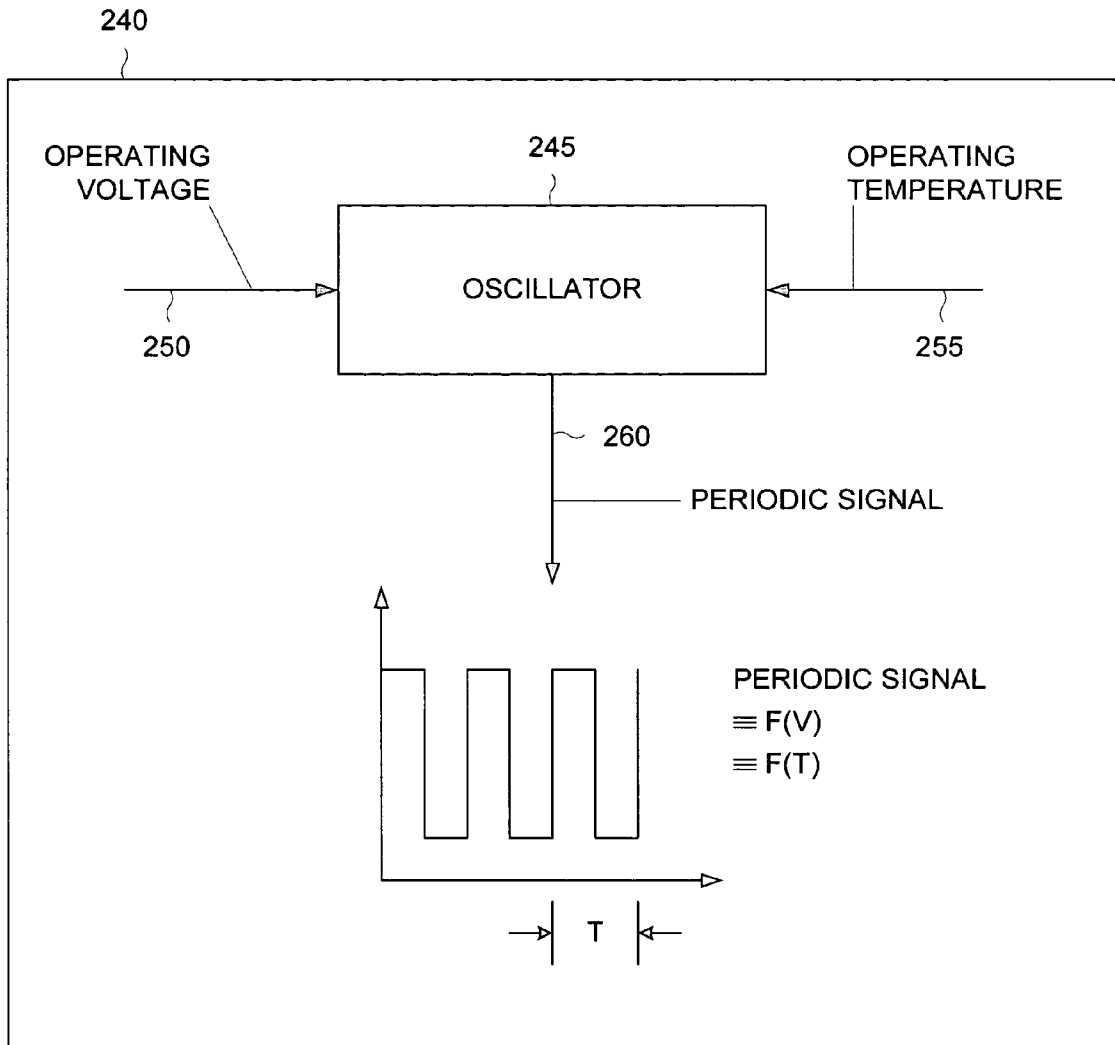 240
OPERATING
VOLTAGE
245
OPERATING
TEMPERATURE
OSCILLATOR
250
255
260
PERIODIC SIGNAL
PERIODIC SIGNAL
≡ F(V)
≡ F(T)
T